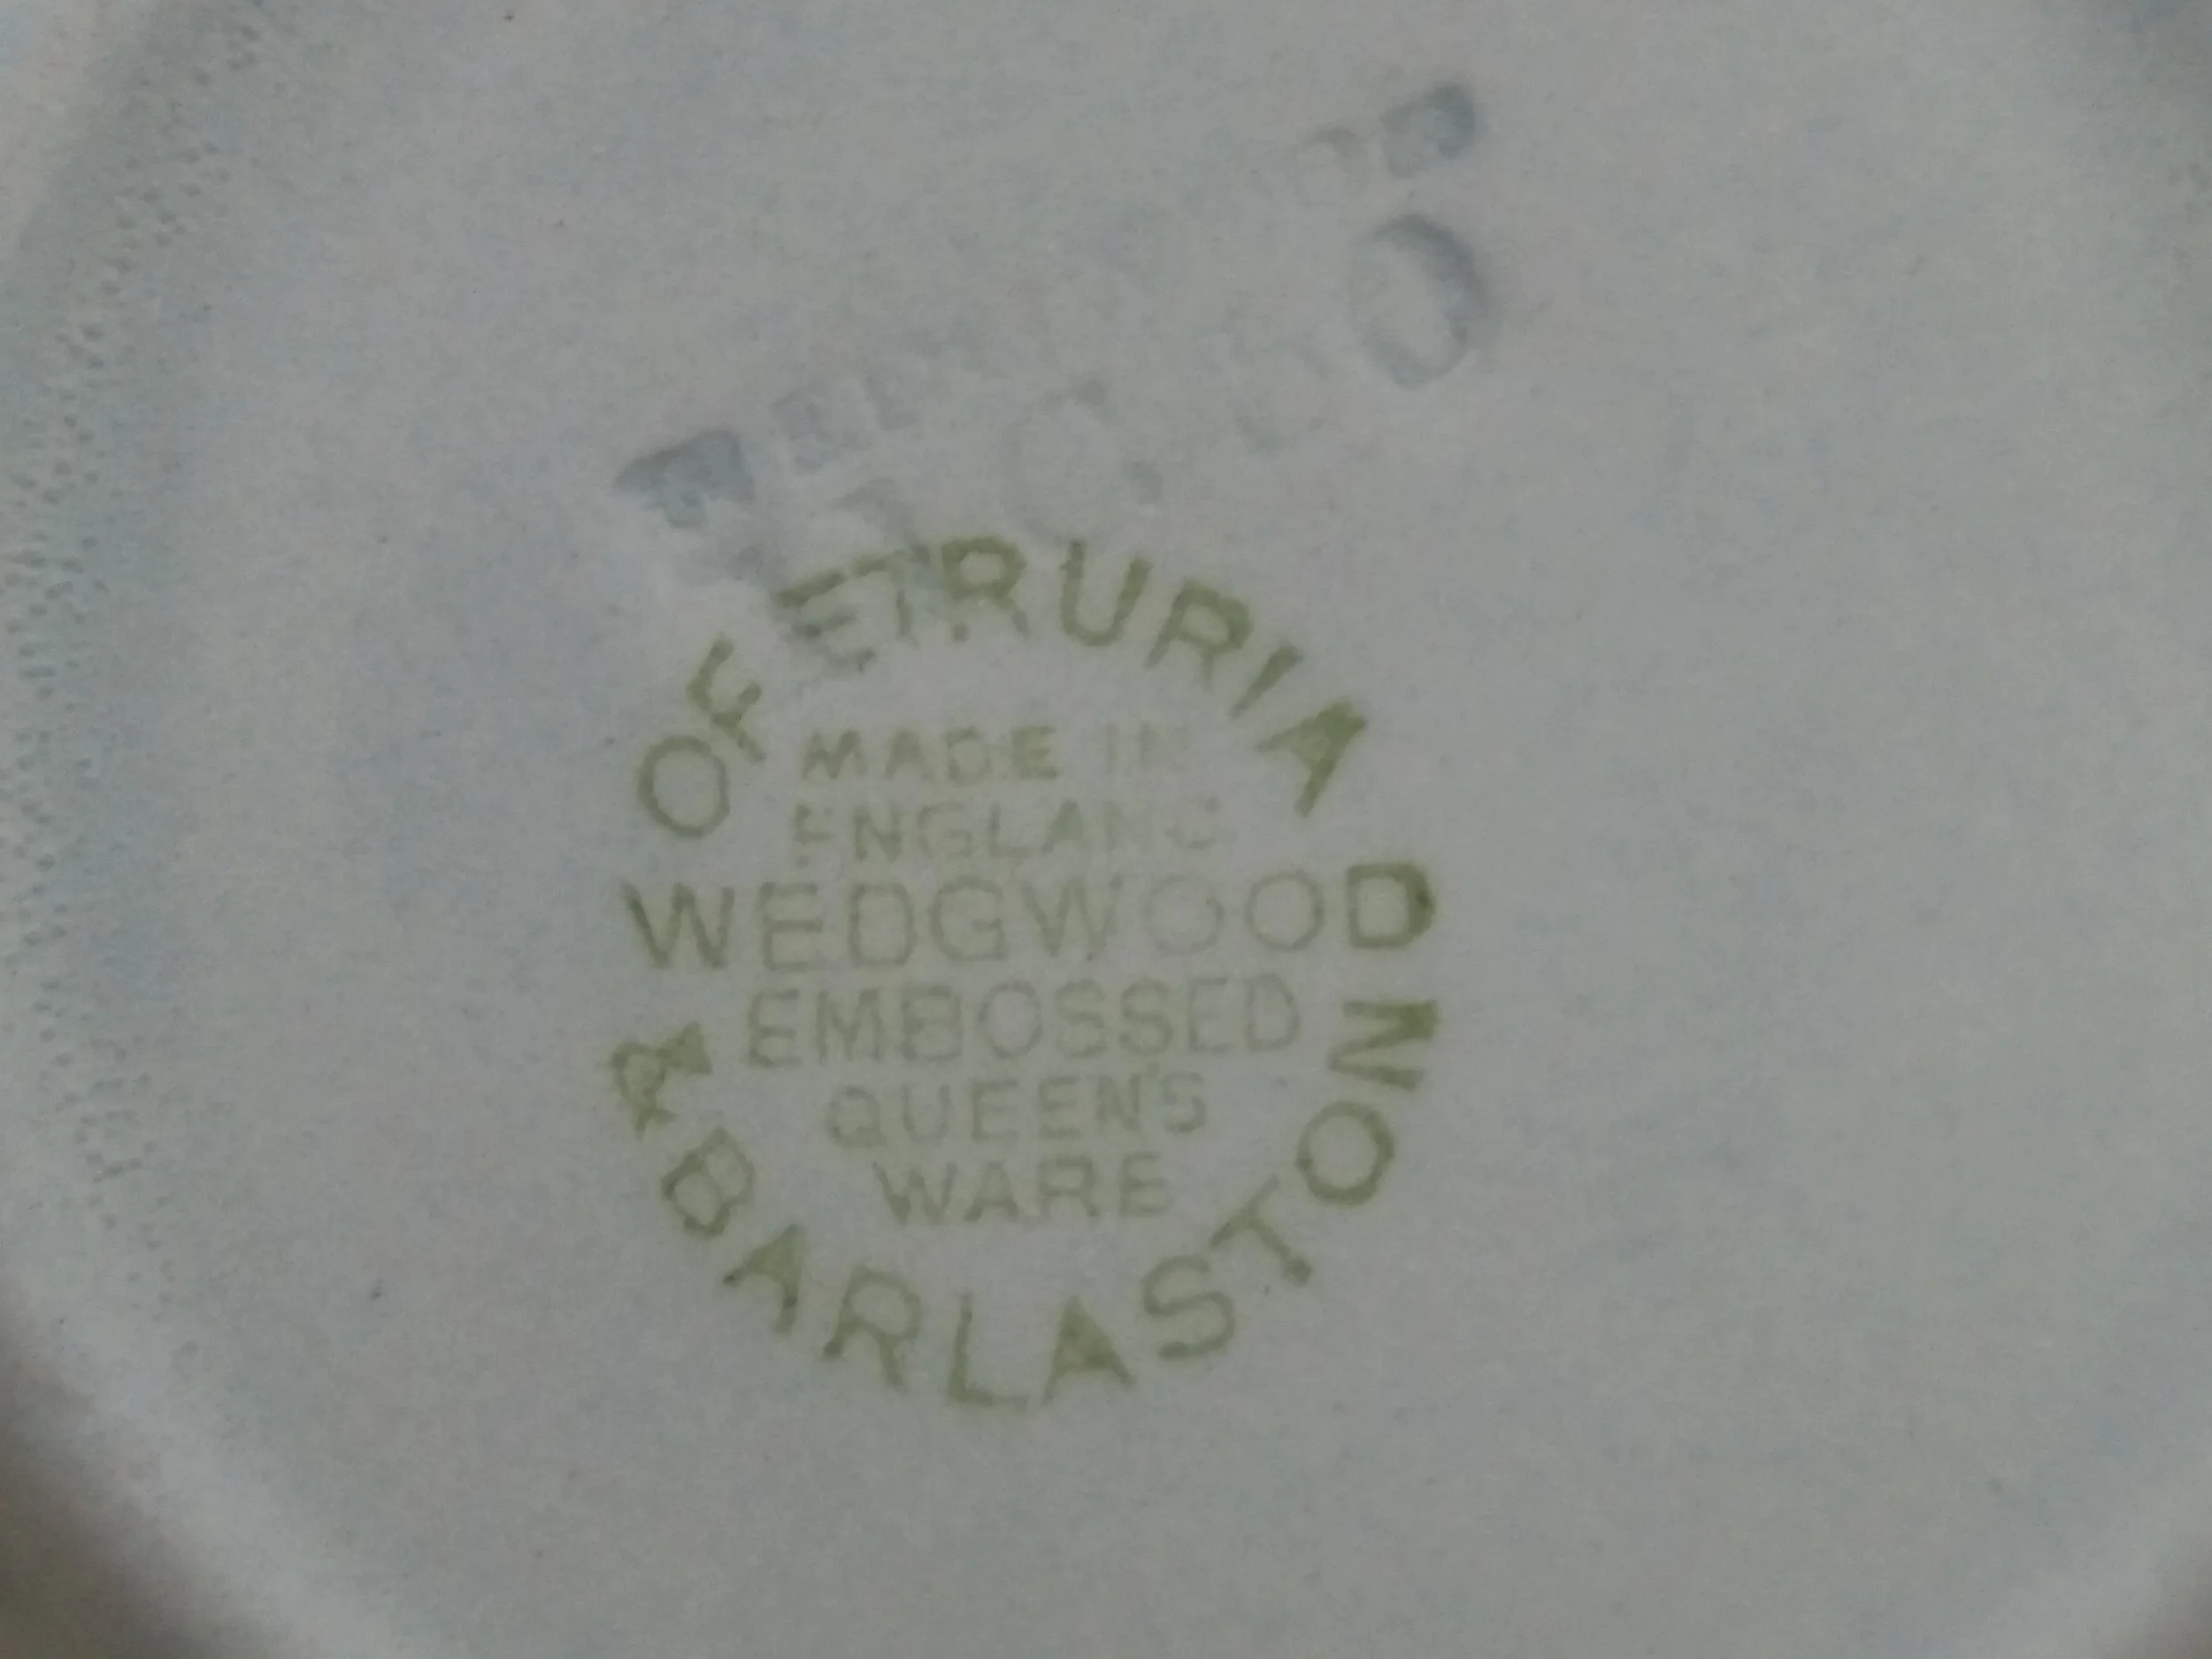 OF ETRURIA
MADE IN
ENGLAND
WEDGWOOD
EMBOSSED
QUEEN'S
WARE
& BARLASTON